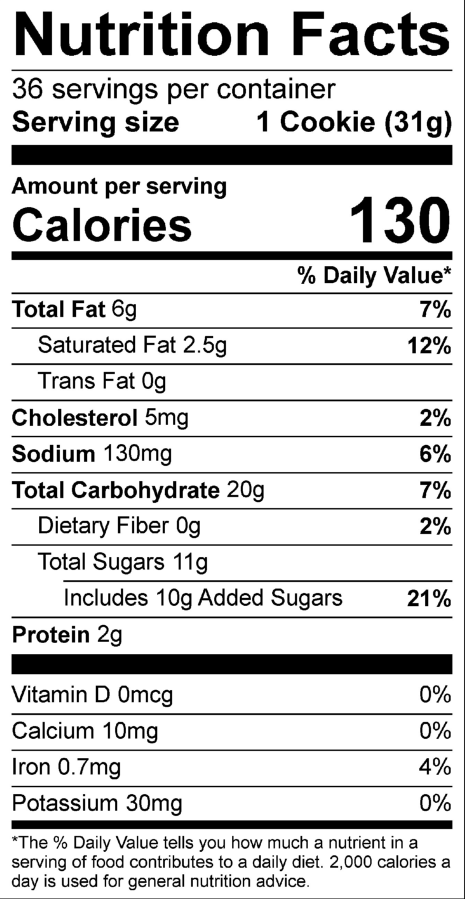 Nutrition Facts
36 servings per container
Serving size 1 Cookie (31g)
Amount per serving
Calories 130
% Daily Value*
Total Fat 6g 7%
Saturated Fat 2.5g 12%
Trans Fat 0g
Cholesterol 5mg 2%
Sodium 130mg 6%
Total Carbohydrate 20g 7%
Dietary Fiber 0g 2%
Total Sugars 11g
Includes 10g Added Sugars 21%
Protein 2g
Vitamin D 0mcg 0%
Calcium 10mg 0%
Iron 0.7mg 4%
Potassium 30mg 0%
*The % Daily Value tells you how much a nutrient in a
serving of food contributes to a daily diet. 2,000 calories a
day is used for general nutrition advice.